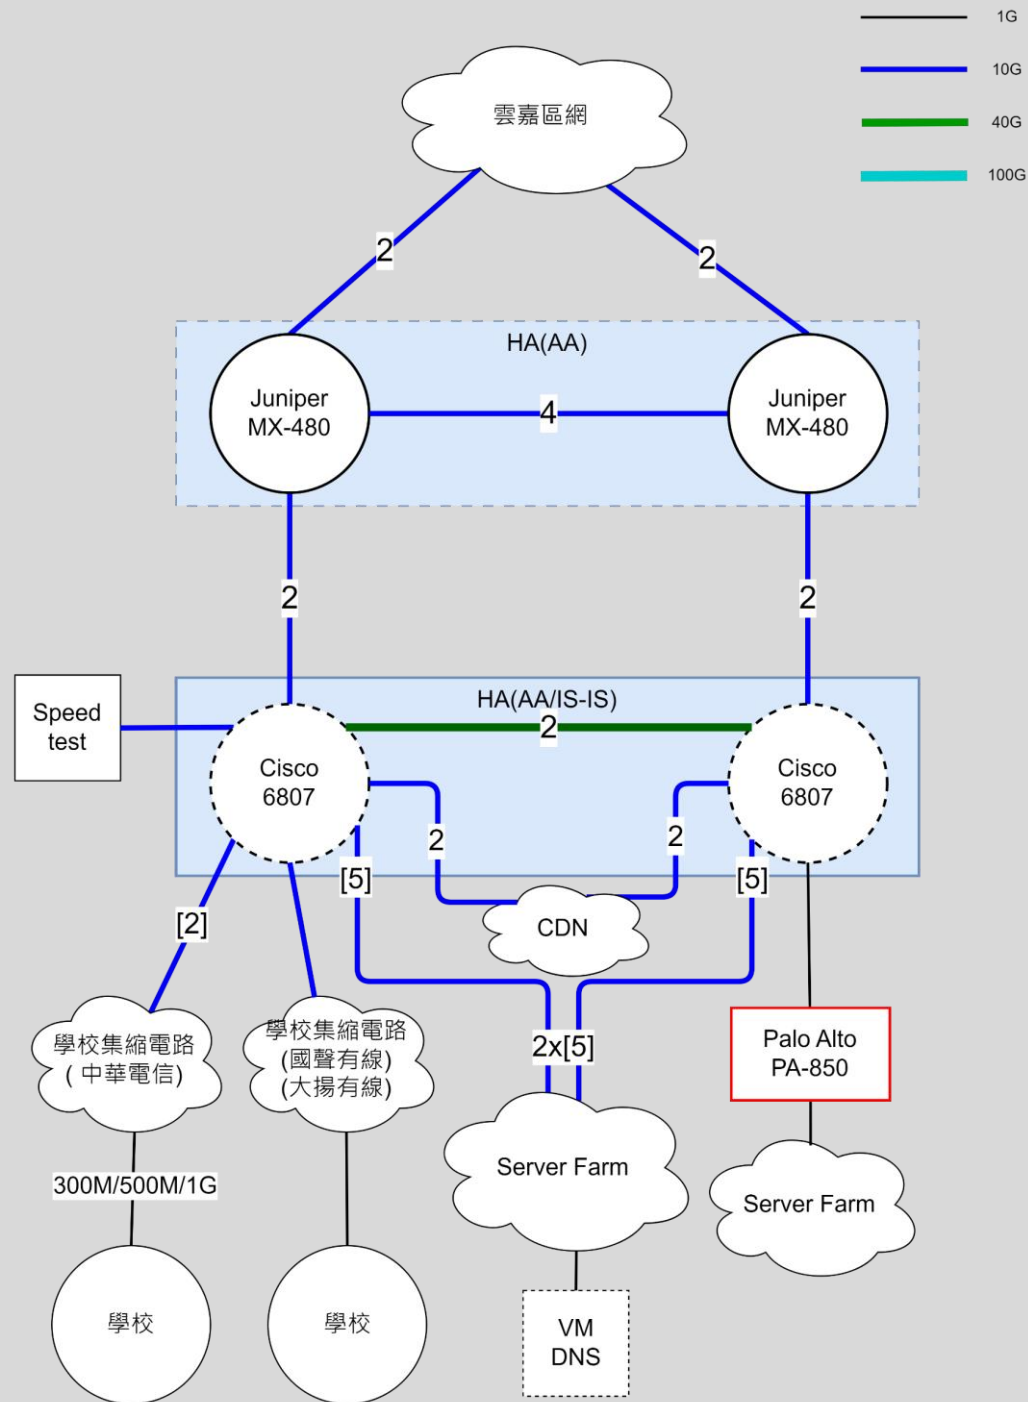 1G
10G
40G
100G
雲嘉區網
2
2
HA(AA)
Juniper
MX-480
4
Juniper
MX-480
2
2
HA(AA/IS-IS)
2
Speed
test
Cisco
6807
Cisco
6807
2
2
[5]
[5]
[2]
CDN
學校集縮電路
( 中華電信)
學校集縮電路
(國聲有線)
(大揚有線)
2x[5]
Palo Alto
PA-850
Server Farm
300M/500M/1G
Server Farm
學校
學校
VM
DNS